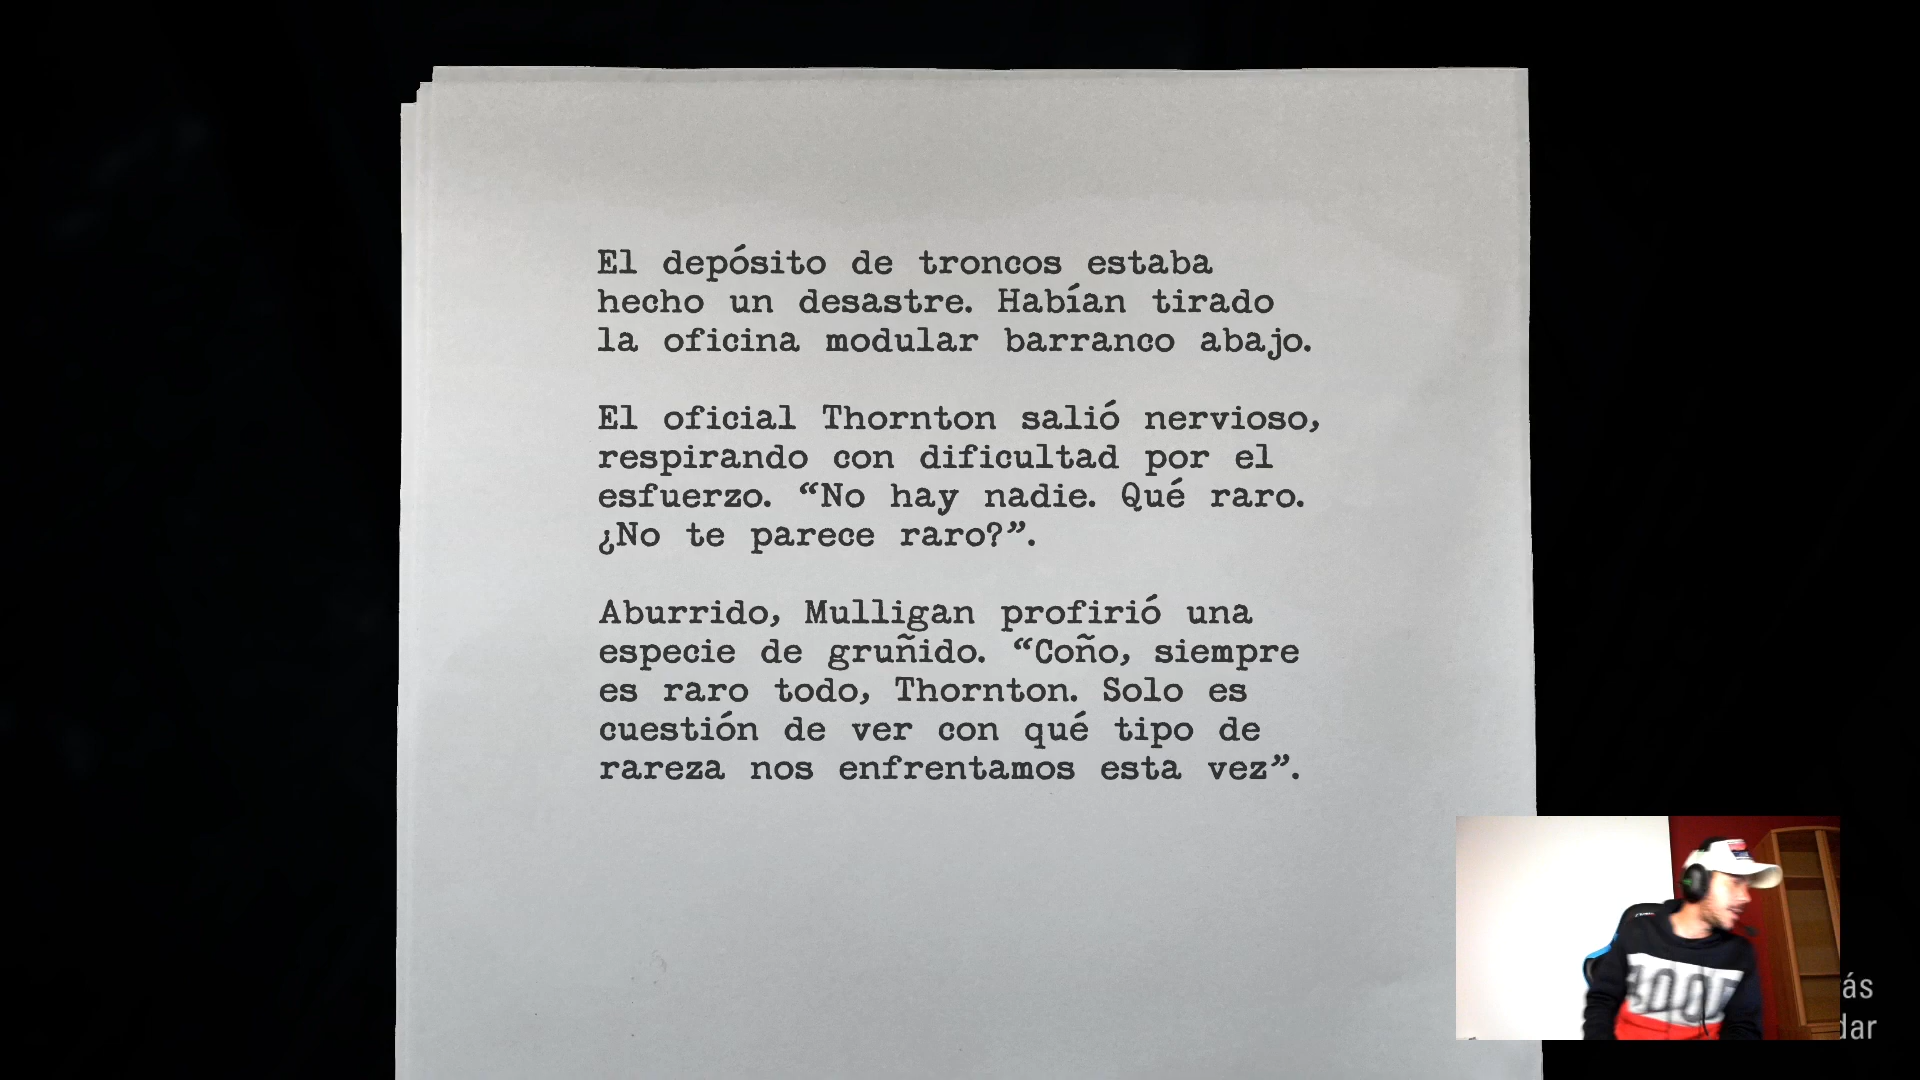 El depósito de troncos estaba
hecho un desastre. Habían tirado
la oficina modular barranco abajo.
El oficial Thornton salió nervioso,
respirando con dificultad por el
esfuerzo. “No hay nadie. Qué raro.
¿No te parece raro?”.
Aburrido, Mulligan profirió una
especie de gruñido. “Coño, siempre
es raro todo, Thornton. Solo es
cuestión de ver con qué tipo de
rareza nos enfrentamos esta vez”.